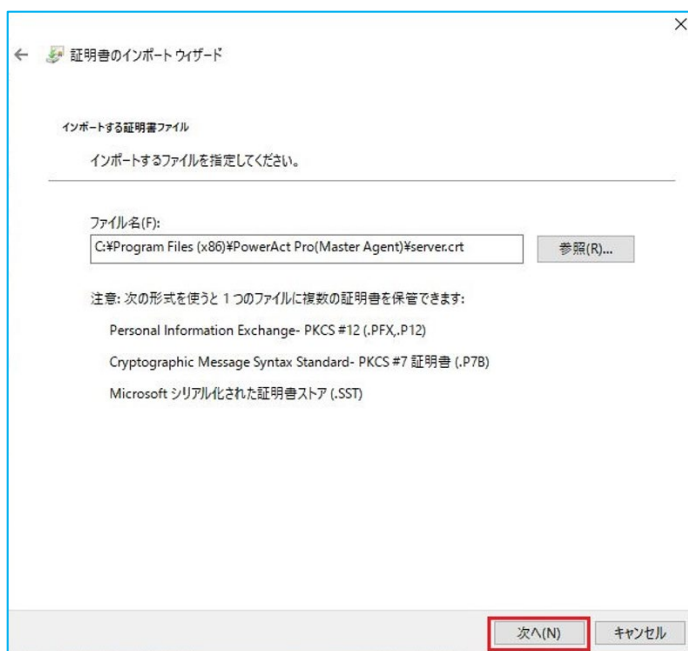 証明書のインポート ウィザード
インポートする証明書ファイル
インポートするファイルを指定してください。
ファイル名(F):
C:¥Program Files (x86)¥PowerAct Pro(Master Agent)¥server.crt
参照(R)...
注意: 次の形式を使うと 1 つのファイルに複数の証明書を保管できます:
Personal Information Exchange- PKCS #12 (.PFX,.P12)
Cryptographic Message Syntax Standard- PKCS #7 証明書 (.P7B)
Microsoft シリアル化された証明書ストア (.SST)
次へ(N)
キャンセル